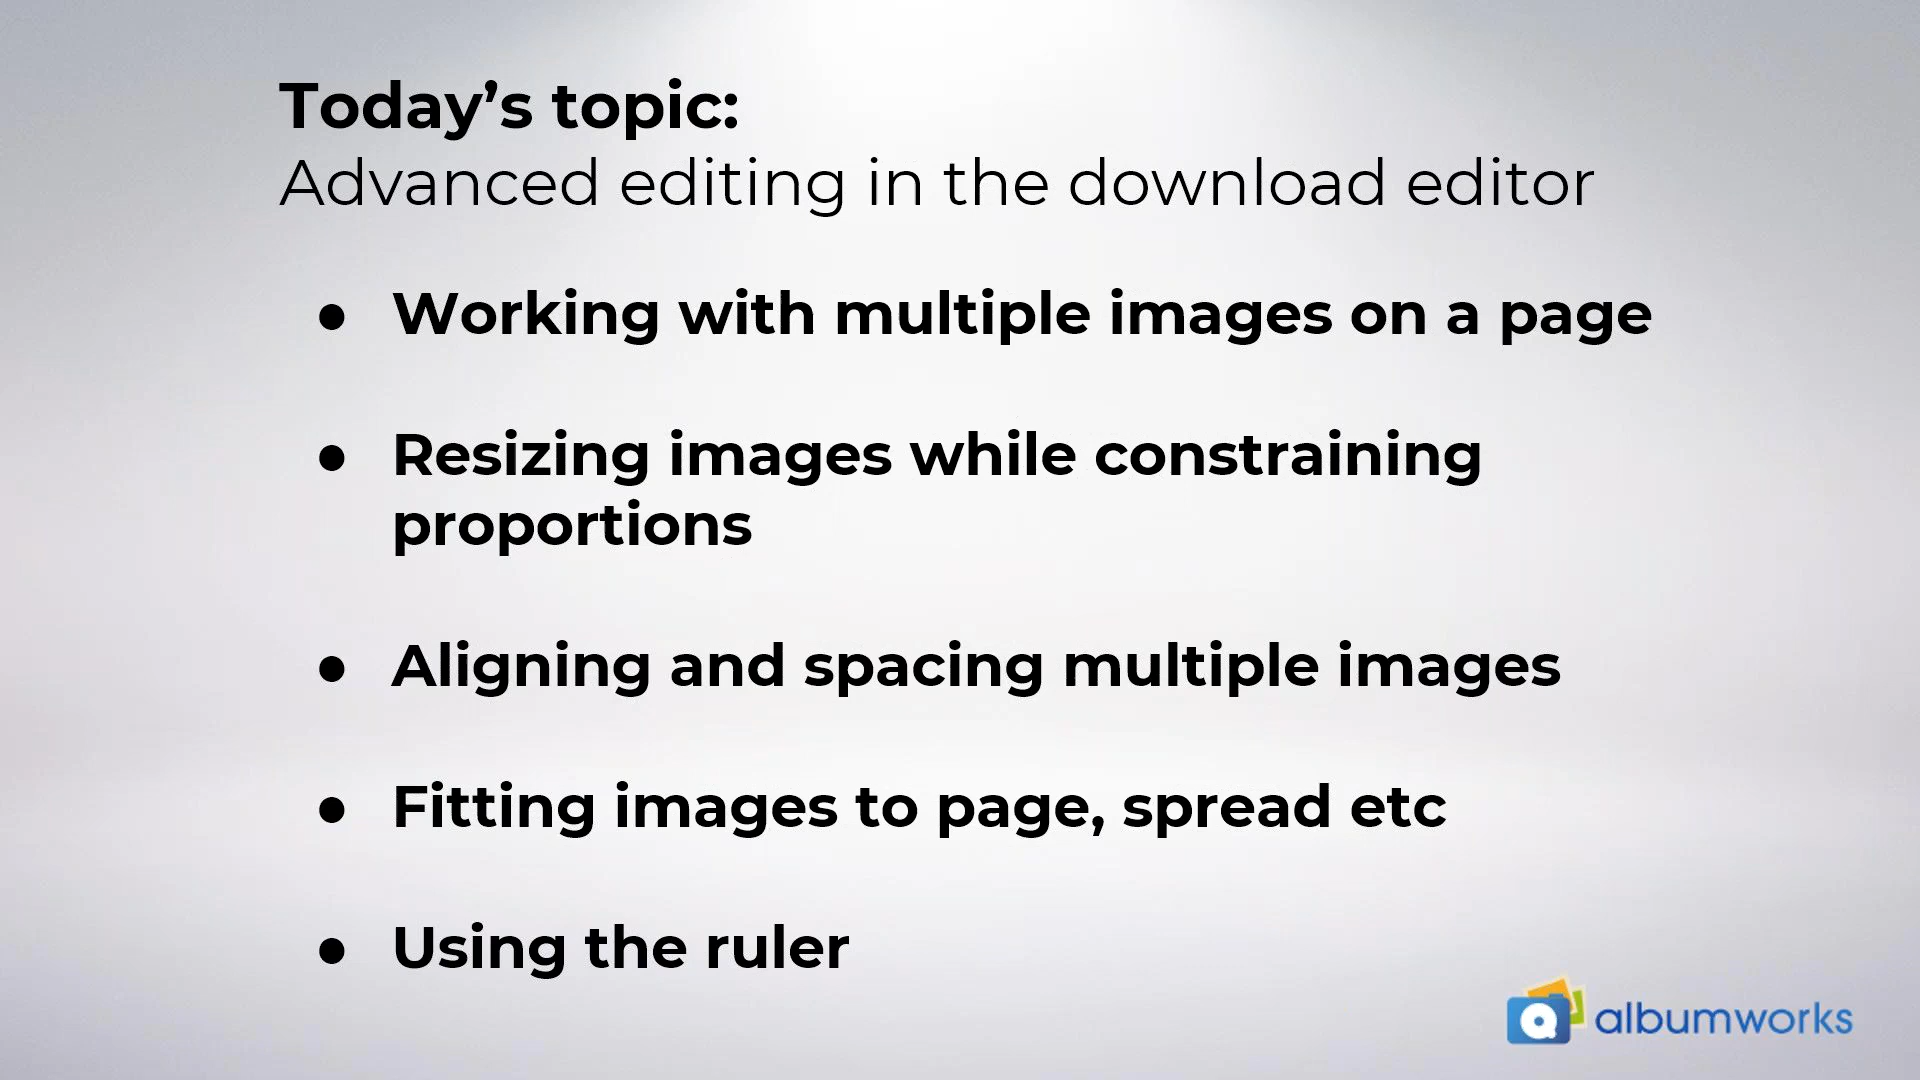 Today’s topic:
Advanced editing in the download editor
● Working with multiple images on a page
● Resizing images while constraining
proportions
● Aligning and spacing multiple images
● Fitting images to page, spread etc
● Using the ruler
albumworks